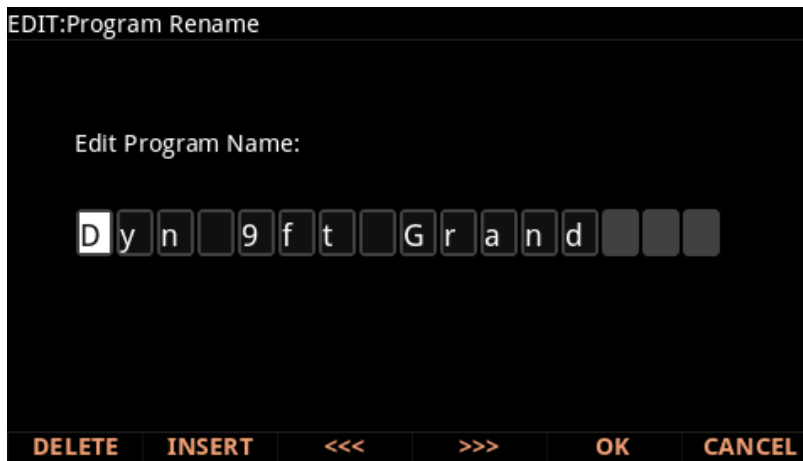 EDIT:Program Rename
Edit Program Name:
Dyn 9ft Grand
DELETE INSERT <<< >>> OK CANCEL